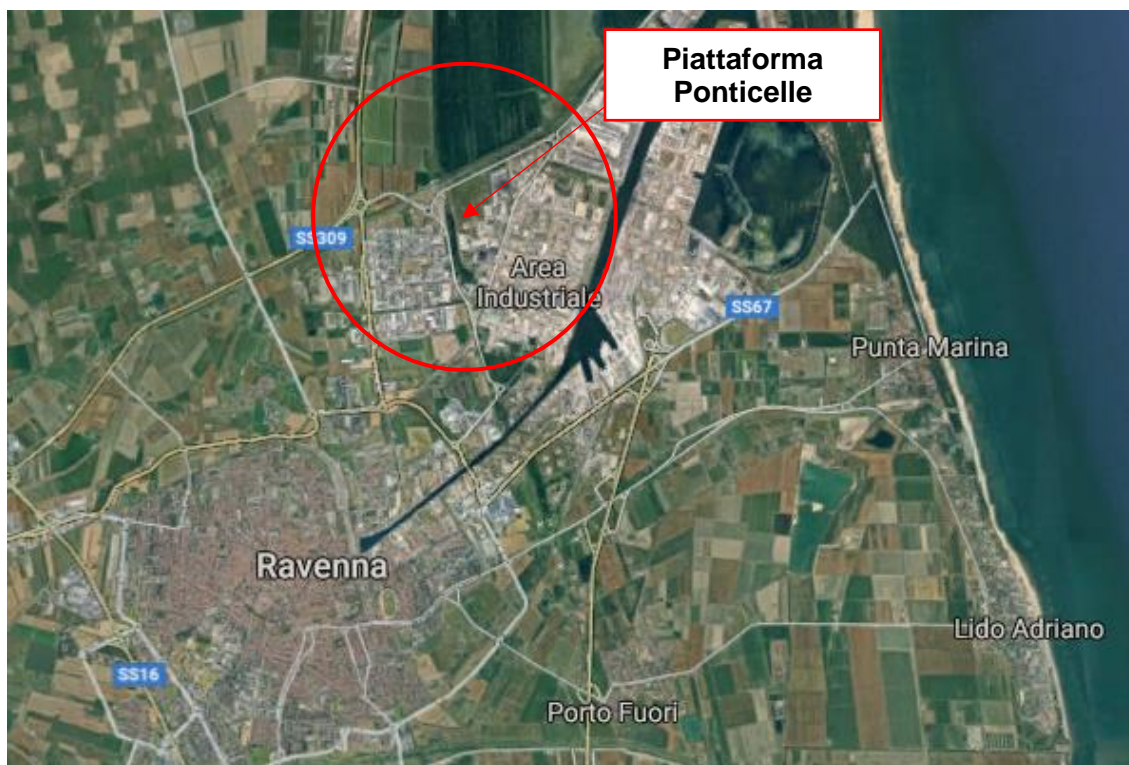 Piattaforma
Ponticelle
SS309
Area
Industriale
SS67
Punta Marina
Ravenna
Lido Adriano
SS16
Porto Fuori